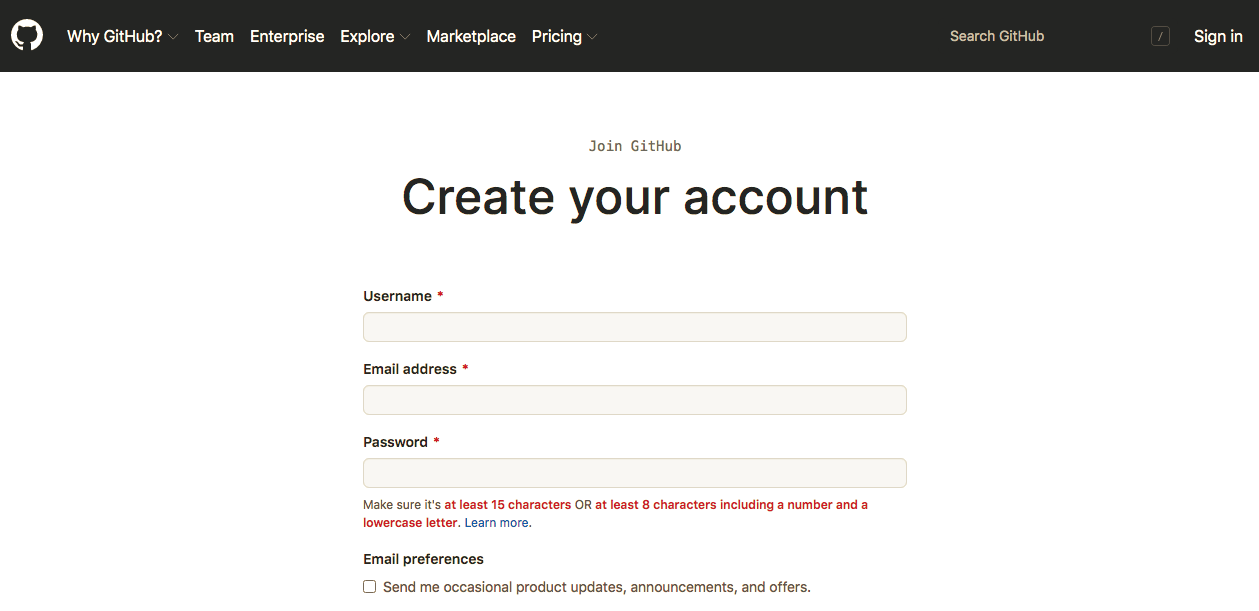 Why GitHub? Team Enterprise Explore Marketplace Pricing Search GitHub / Sign in
Join GitHub
Create your account
Username *
Email address *
Password *
Make sure it's at least 15 characters OR at least 8 characters including a number and a
lowercase letter. Learn more.
Email preferences
Send me occasional product updates, announcements, and offers.